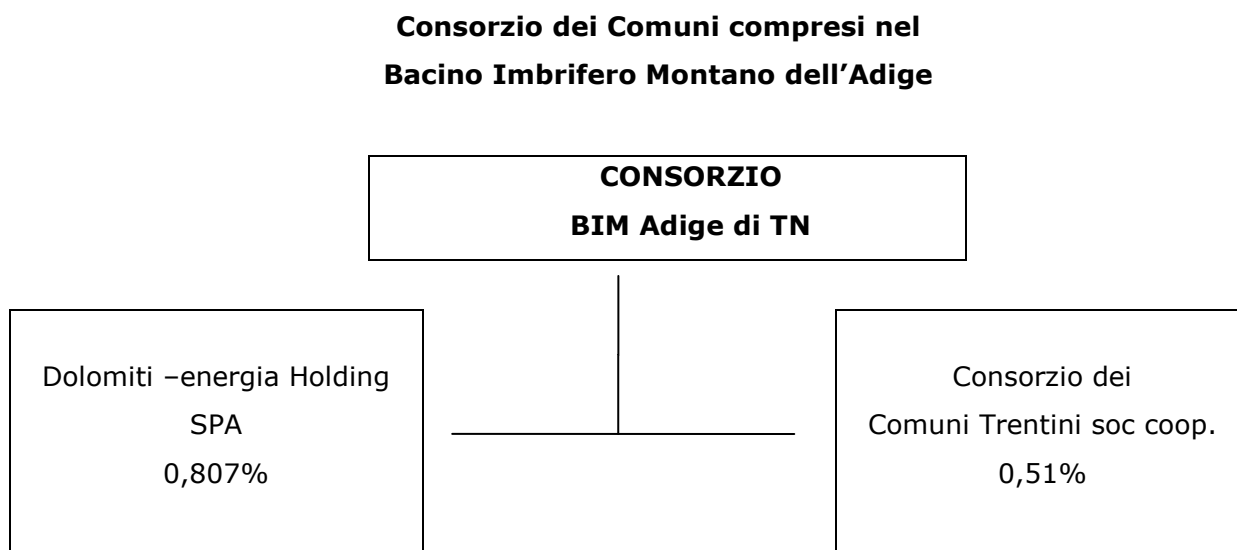 Consorzio dei Comuni compresi nel
Bacino Imbrifero Montano dell’Adige
CONSORZIO
BIM Adige di TN
Dolomiti –energia Holding
SPA
0,807%
Consorzio dei
Comuni Trentini soc coop.
0,51%